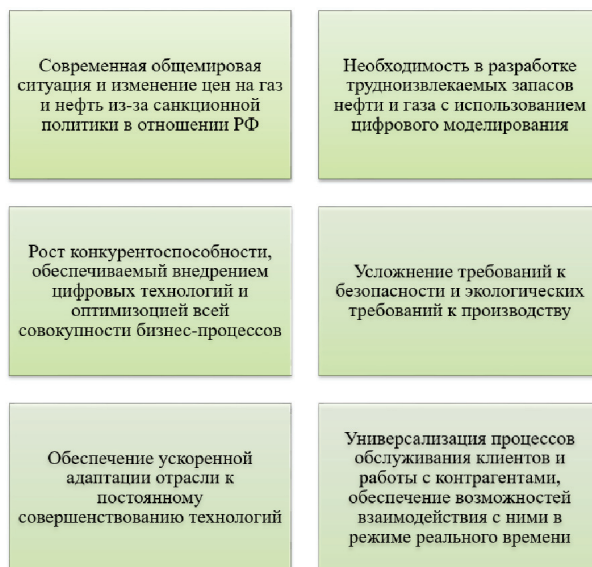 Современная общемировая
ситуация и изменение цен на газ
и нефть из-за санкционной
политики в отношении РФ
Необходимость в разработке
трудноизвлекаемых запасов
нефти и газа с использованием
цифрового моделирования
Рост конкурентоспособности,
обеспечиваемый внедрением
цифровых технологий и
оптимизоцией всей
совокупности бизнес-процессов
Усложнение требований к
безопасности и экологических
требований к производству
Обеспечение ускоренной
адаптации отрасли к
постоянному
совершенствованию технологий
Универсализация процессов
обслуживания клиентов и
работы с контрагентами,
обеспечение возможностей
взаимодействия с ними в
режиме реального времени